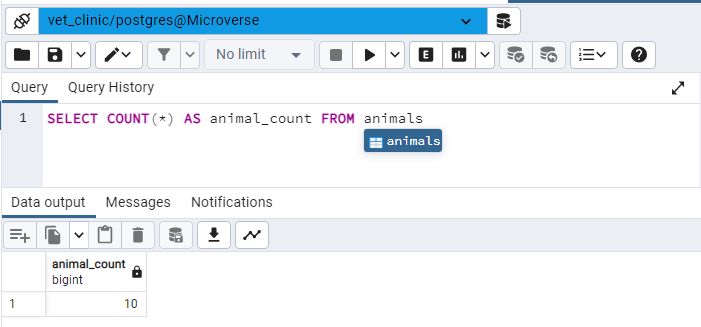 vet_clinic/postgres@Microverse
No limit
E
Query Query History
1 SELECT COUNT(*) AS animal_count FROM animals
animals
Data output Messages Notifications
animal_count
bigint
1 10